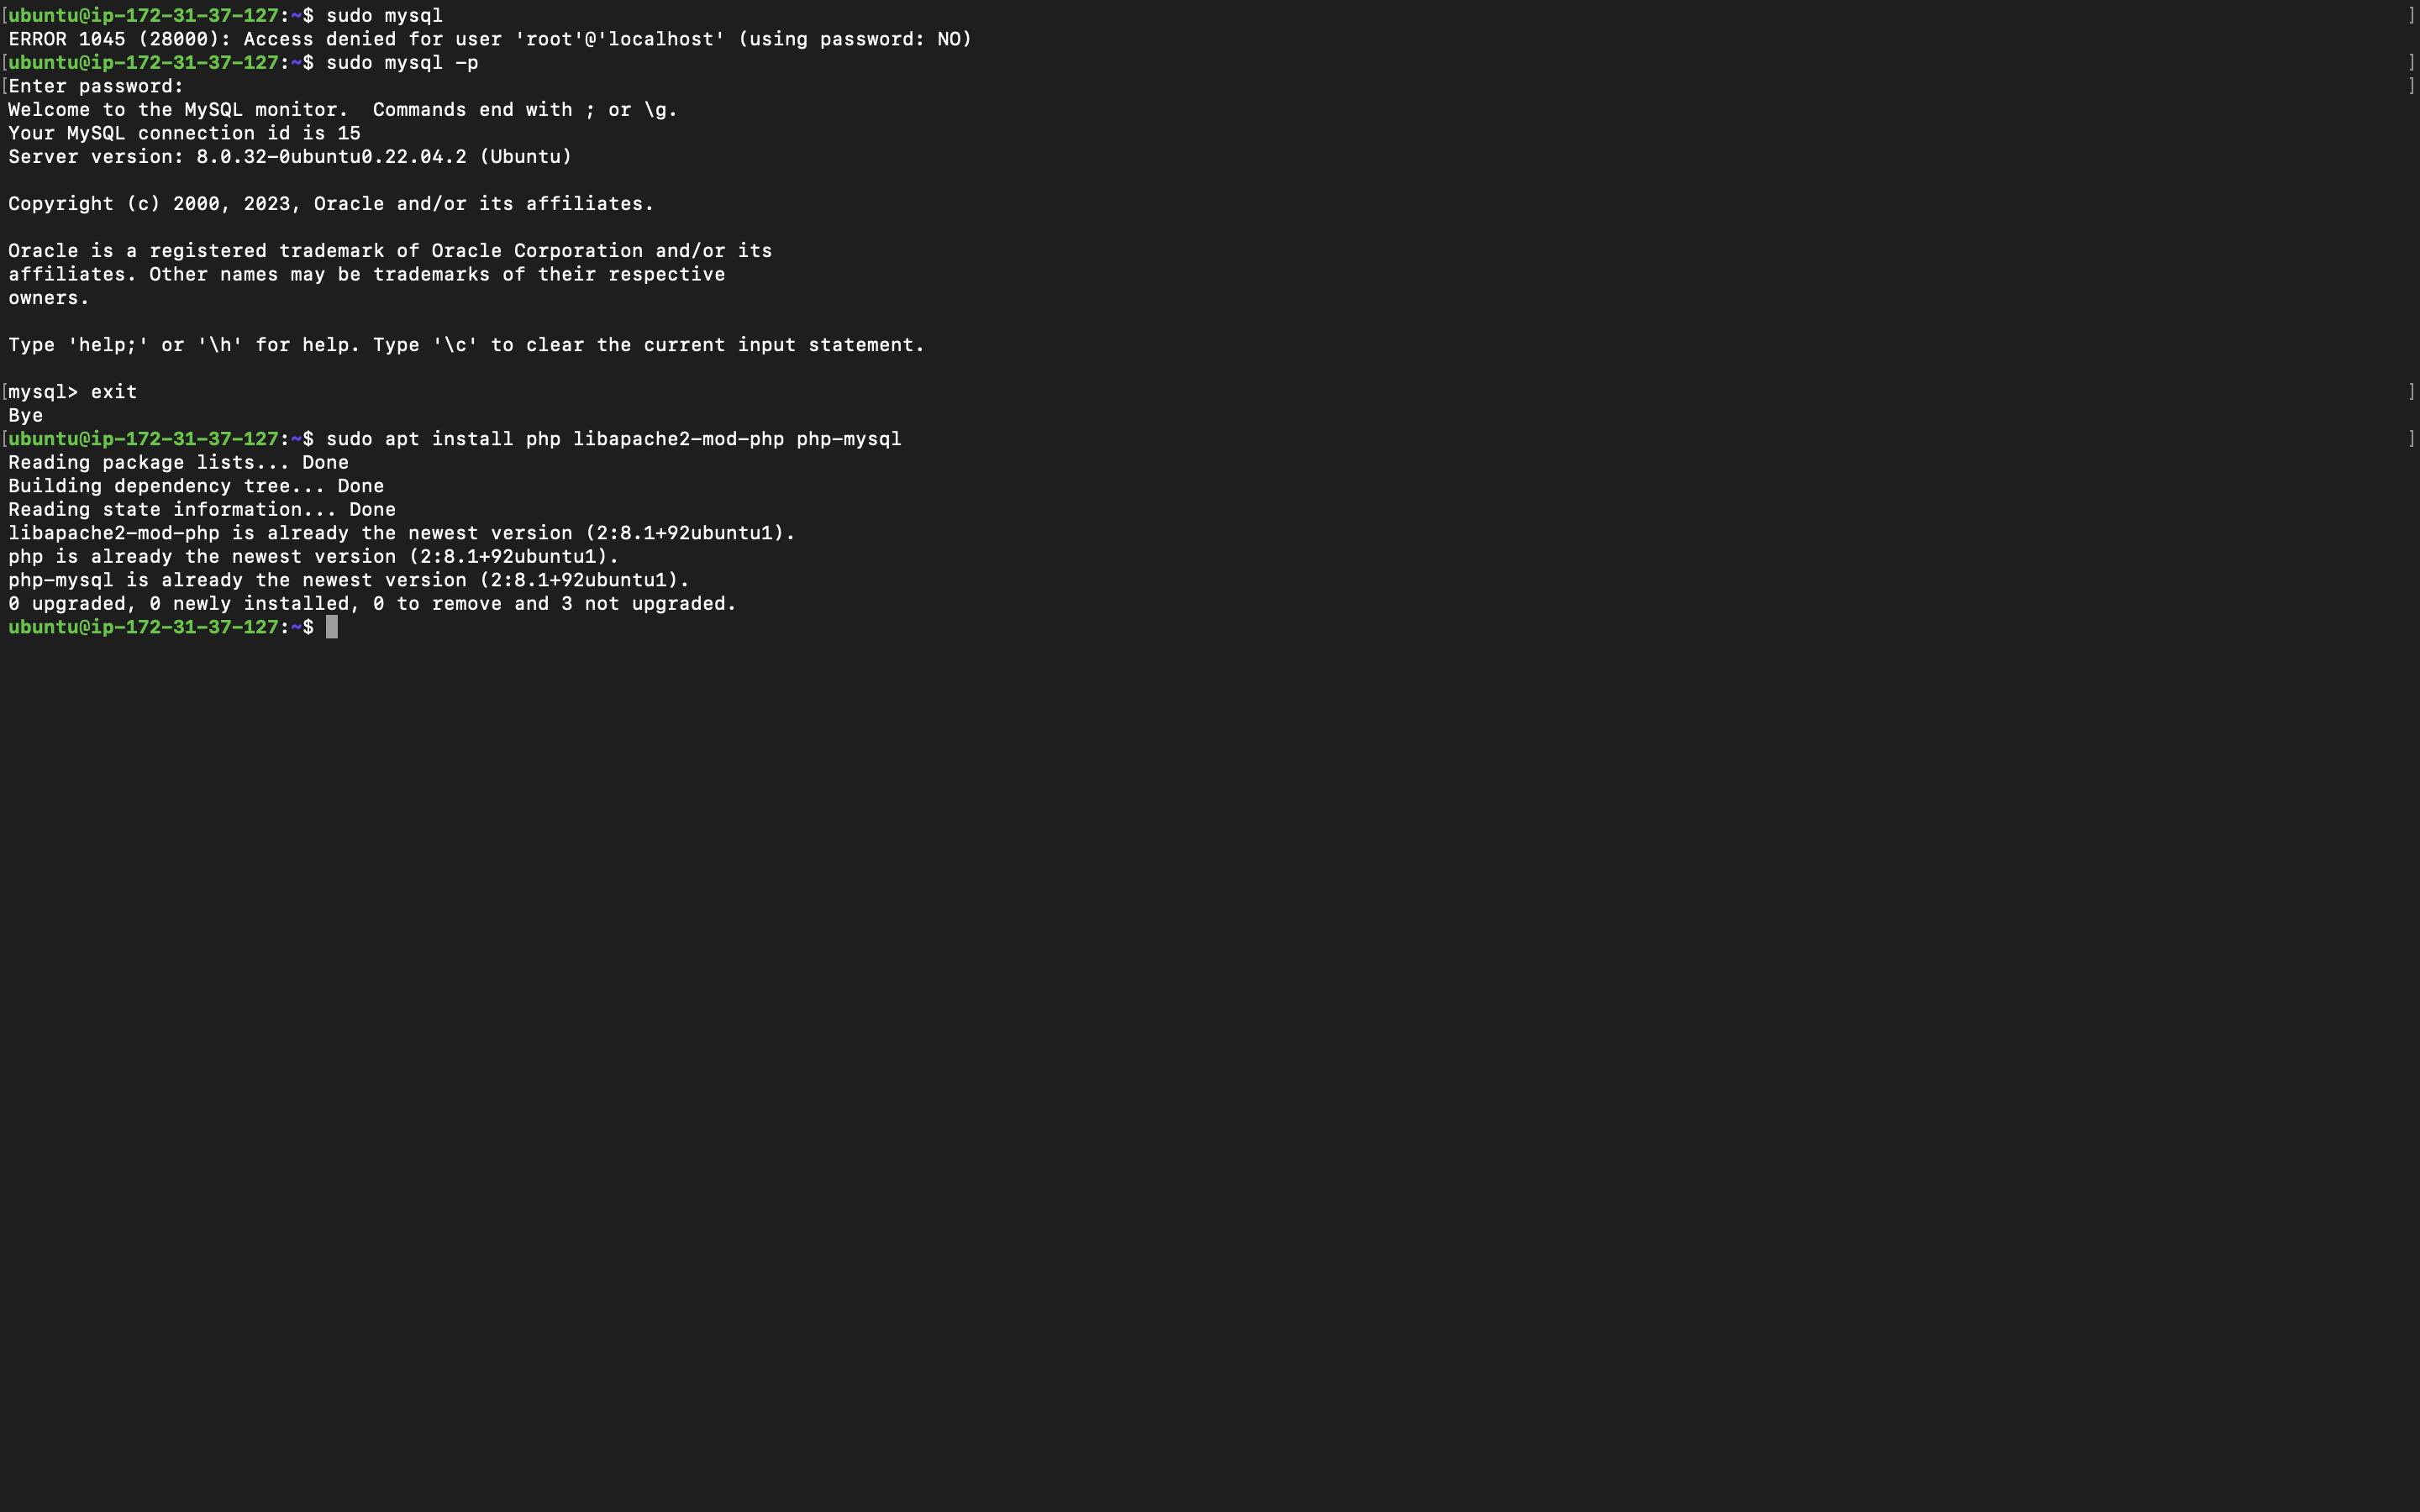 [ubuntu@ip-172-31-37-127:~$ sudo mysql ]
ERROR 1045 (28000): Access denied for user 'root'@'localhost' (using password: NO)
[ubuntu@ip-172-31-37-127:~$ sudo mysql -p ]
[Enter password: ]
Welcome to the MySQL monitor.  Commands end with ; or \g.
Your MySQL connection id is 15
Server version: 8.0.32-0ubuntu0.22.04.2 (Ubuntu)
Copyright (c) 2000, 2023, Oracle and/or its affiliates.
Oracle is a registered trademark of Oracle Corporation and/or its
affiliates. Other names may be trademarks of their respective
owners.
Type 'help;' or '\h' for help. Type '\c' to clear the current input statement.
[mysql> exit ]
Bye
[ubuntu@ip-172-31-37-127:~$ sudo apt install php libapache2-mod-php php-mysql ]
Reading package lists... Done
Building dependency tree... Done
Reading state information... Done
libapache2-mod-php is already the newest version (2:8.1+92ubuntu1).
php is already the newest version (2:8.1+92ubuntu1).
php-mysql is already the newest version (2:8.1+92ubuntu1).
0 upgraded, 0 newly installed, 0 to remove and 3 not upgraded.
ubuntu@ip-172-31-37-127:~$